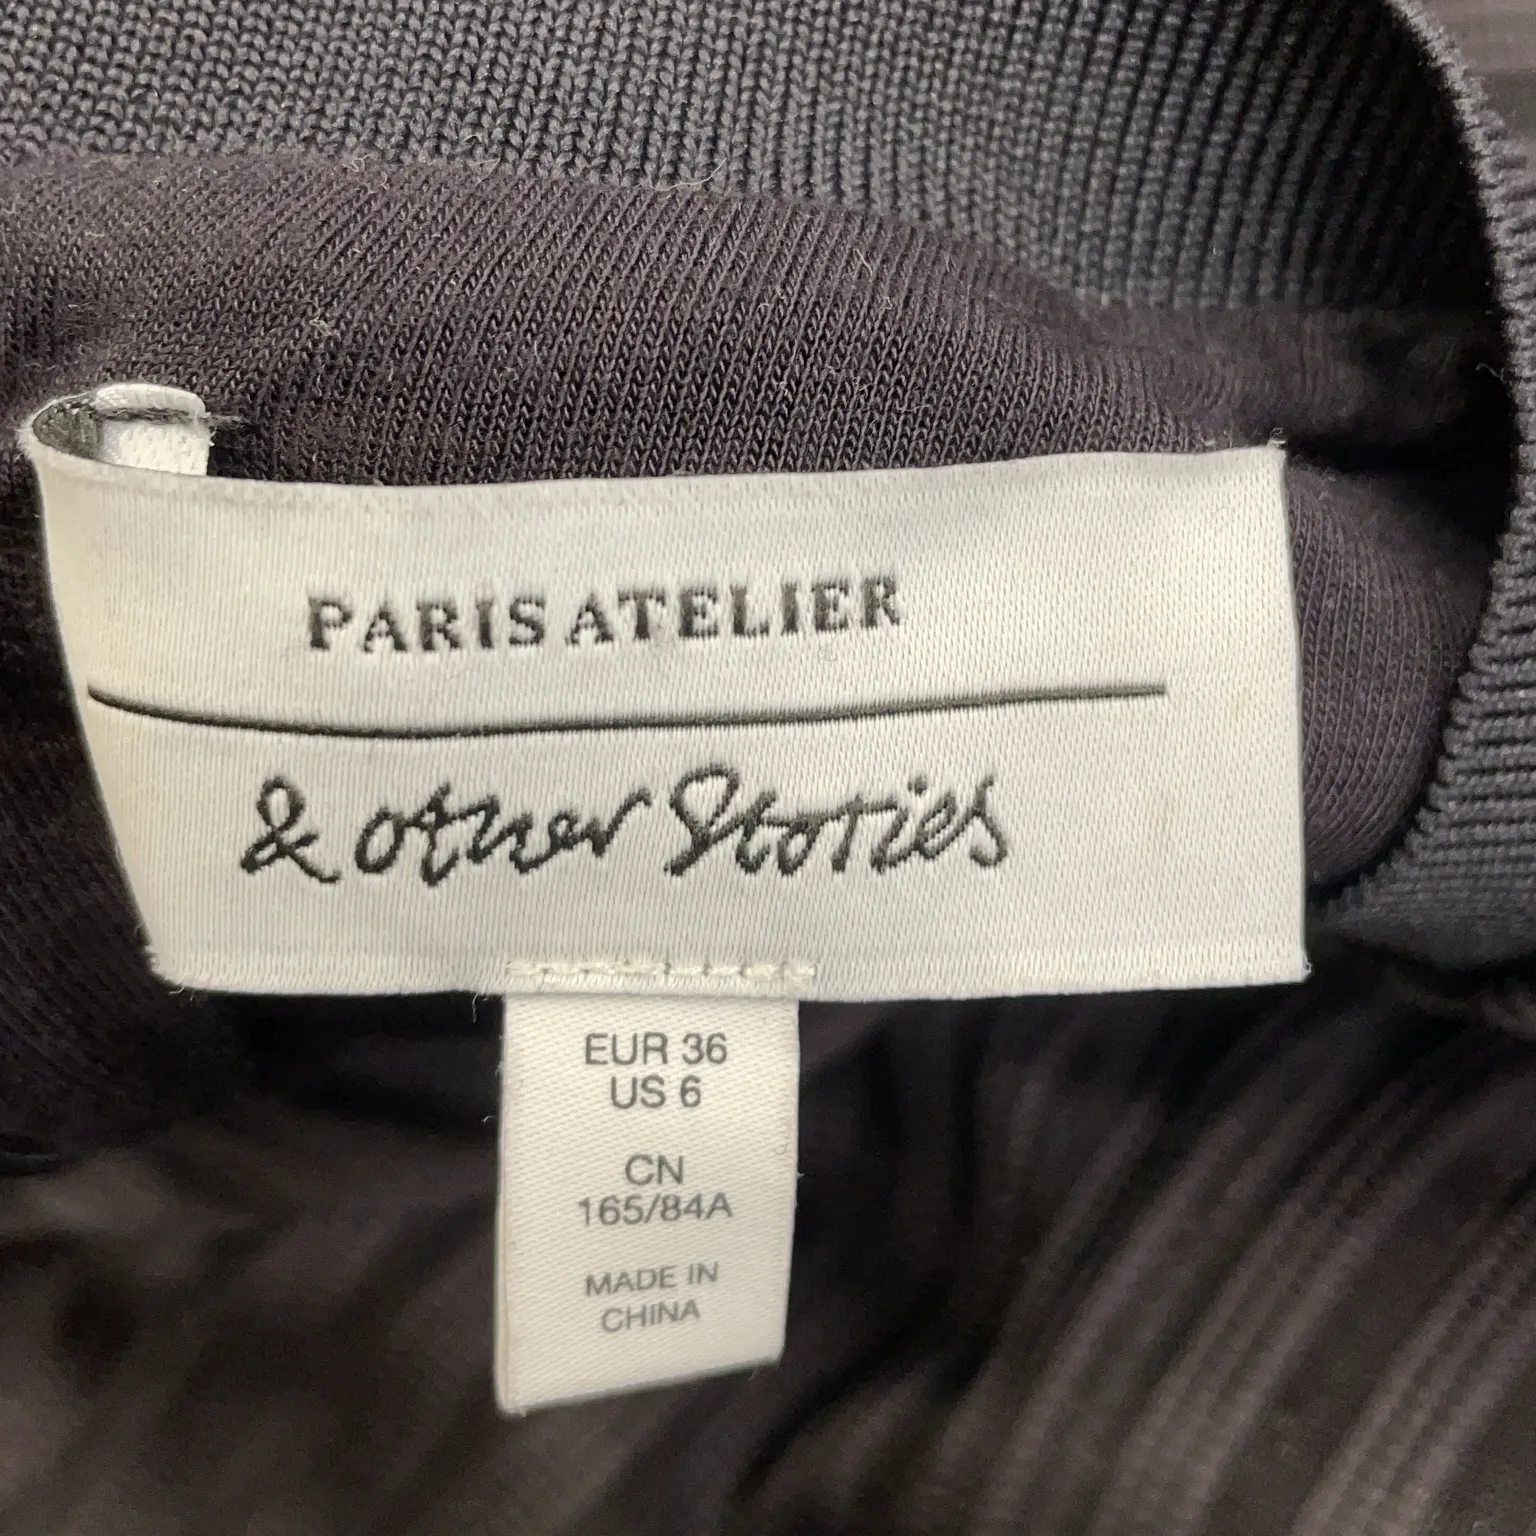 PARIS ATELIER
& other Stories
EUR 36
US 6
CN
165/84A
MADE IN
CHINA